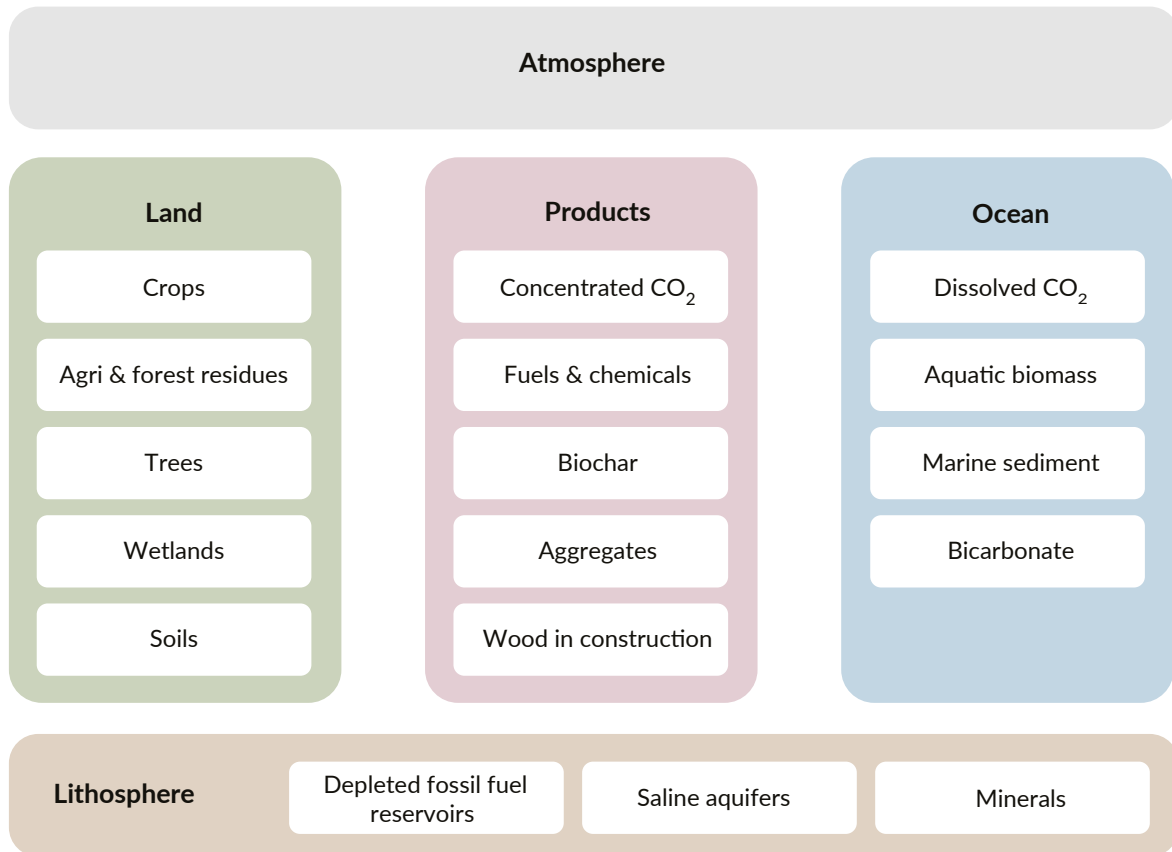 Atmosphere
Land
Crops
Agri & forest residues
Trees
Wetlands
Soils
Products
Concentrated CO₂
Fuels & chemicals
Biochar
Aggregates
Wood in construction
Ocean
Dissolved CO₂
Aquatic biomass
Marine sediment
Bicarbonate
Lithosphere
Depleted fossil fuel
reservoirs
Saline aquifers
Minerals